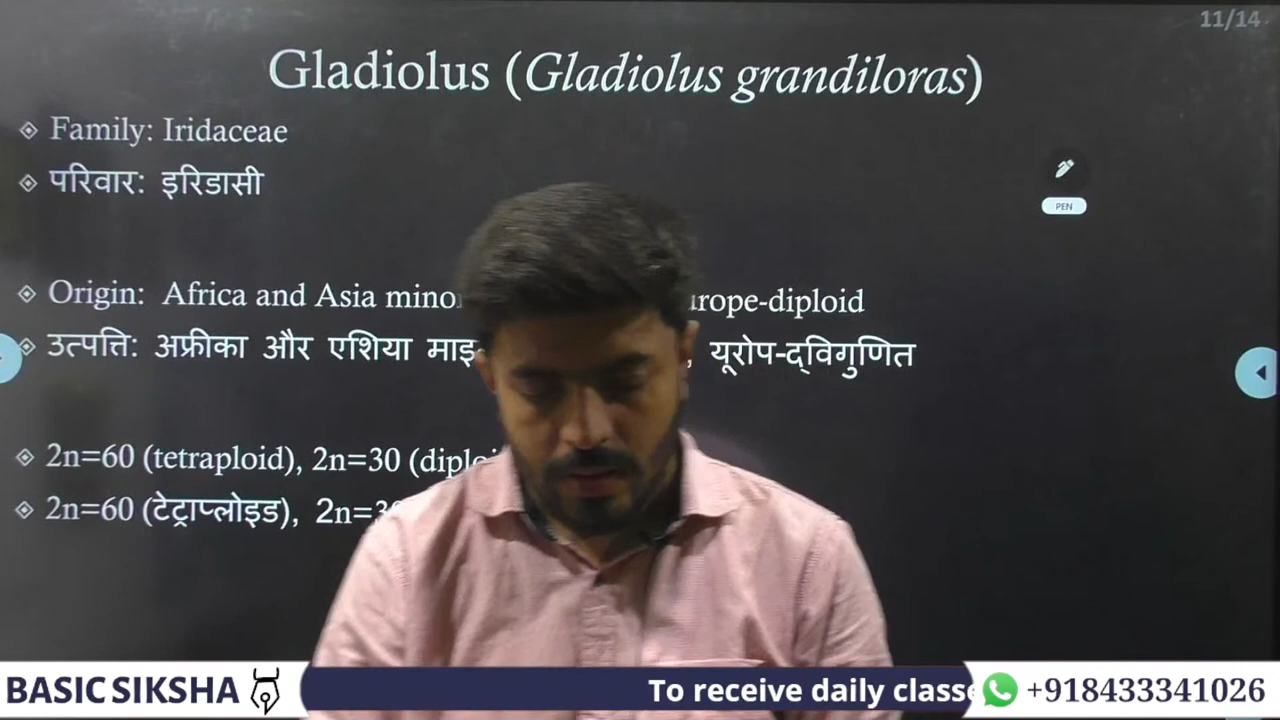 11/14
Gladiolus (Gladiolus grandiloras)
Family: Iridaceae
परिवार: इरिडासी
PEN
Origin: Africa and Asia mino urope-diploid
उत्पत्ति: अफ्रीका और एशिया माइ , यूरोप-द्विगुणित
2n=60 (tetraploid), 2n=30 (diplo
2n=60 (टेट्राप्लोइड), 2n=3
BASIC SIKSHA To receive daily classe +918433341026